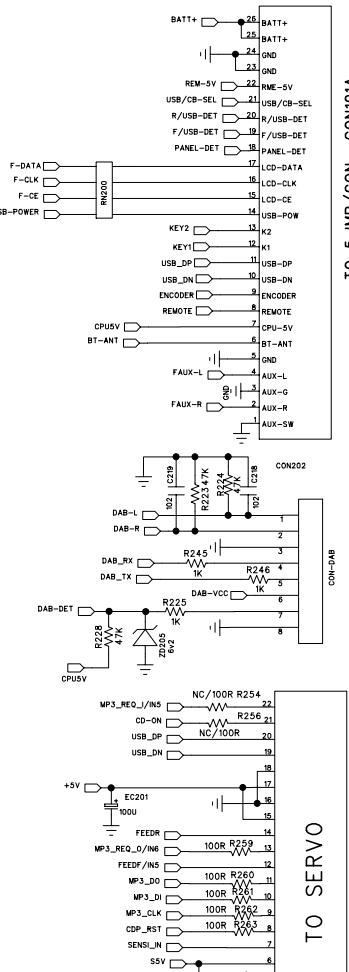 BATT+ 26 BATT+
25 BATT+
24 GND
23 GND
REM-5V 22 RME-5V
USB/CB-SEL 21 USB/CB-SEL
R/USB-DET 20 R/USB-DET
F/USB-DET 19 F/USB-DET
PANEL-DET 18 PANEL-DET
F-DATA 17 LCD-DATA
F-CLK 16 LCD-CLK
F-CE 15 LCD-CE
SB-POWER 14 USB-POW
RN200
KEY2 13 K2
KEY1 12 K1
USB_DP 11 USB-DP
USB_DN 10 USB-DN
ENCODER 9 ENCODER
REMOTE 8 REMOTE
CPU5V 7 CPU-5V
BT-ANT 6 BT-ANT
5 GND
FAUX-L 4 AUX-L
GND 3 AUX-G
FAUX-R 2 AUX-R
1 AUX-SW
CON202
C219 102
R223 47K
R224 47K
C218 102
DAB-L 1
DAB-R 2
3
DAB_RX R245 1K 4
DAB_TX R246 1K 5
DAB-VCC 6
DAB-DET R225 1K 7
8
CON-DAB
R228 47K
ZD205 6v2
CPU5V
MP3_REQ_I/IN5 NC/100R R254 22
CD-ON R256 NC/100R 21
USB_DP 20
USB_DN 19
18
+5V 17
16
EC201 100U
15
FEEDR 14
MP3_REQ_O/IN6 100R R259 13
FEEDF/IN5 12
MP3_DO 100R R260 11
MP3_DI 100R R261 10
MP3_CLK 100R R262 9
CDP_RST 100R R263 8
SENSI_IN 7
S5V 6
TO SERVO